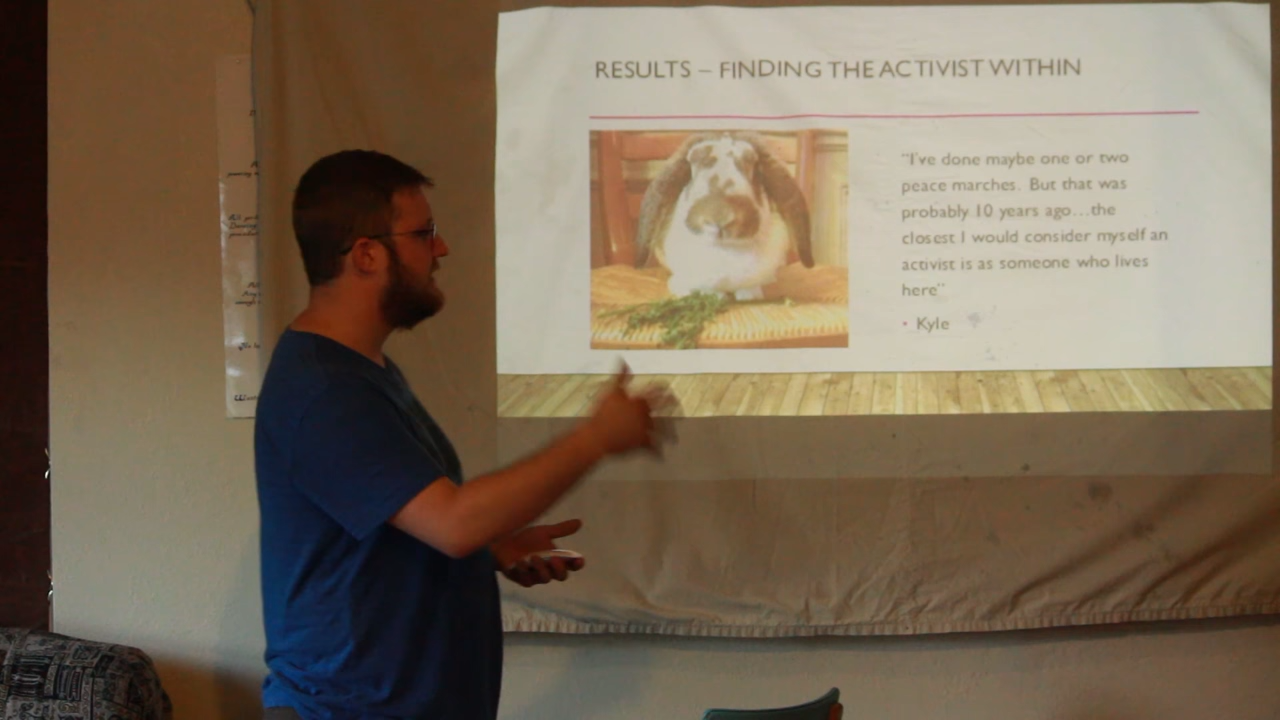 RESULTS – FINDING THE ACTIVIST WITHIN
"I've done maybe one or two
peace marches. But that was
probably 10 years ago...the
closest I would consider myself an
activist is as someone who lives
here"
• Kyle